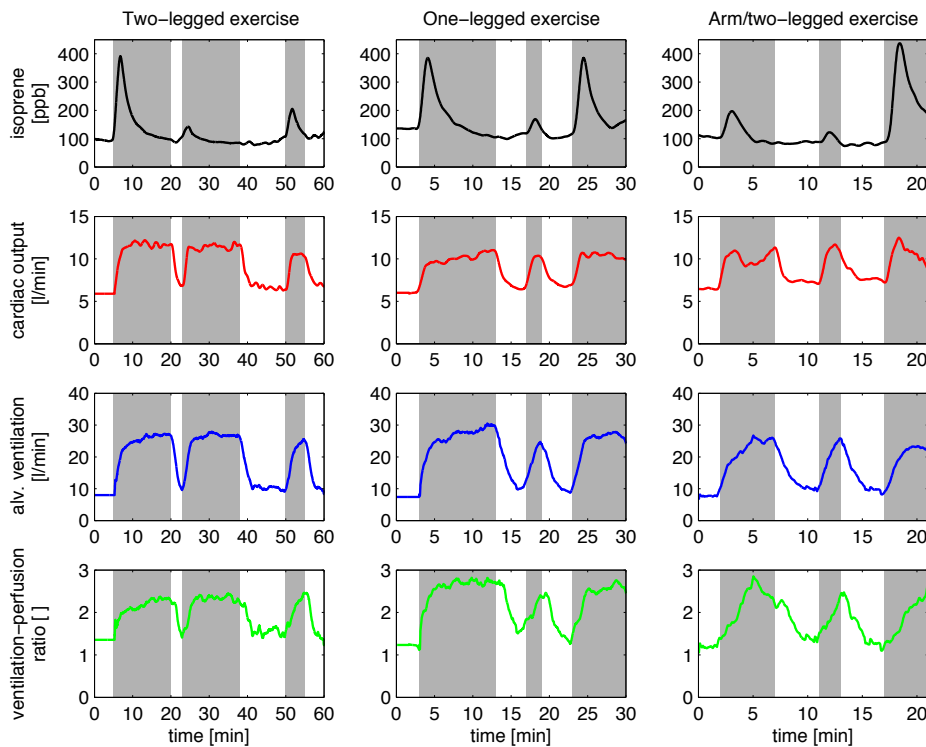 Two−legged exercise
One−legged exercise
Arm/two−legged exercise
isoprene
[ppb]
400
300
200
100
0
0 10 20 30 40 50 60
400
300
200
100
0
0 5 10 15 20 25 30
400
300
200
100
0
0 5 10 15 20
cardiac output
[l/min]
15
10
5
0
0 10 20 30 40 50 60
15
10
5
0
0 5 10 15 20 25 30
15
10
5
0
0 5 10 15 20
alv. ventilation
[l/min]
40
30
20
10
0
0 10 20 30 40 50 60
40
30
20
10
0
0 5 10 15 20 25 30
40
30
20
10
0
0 5 10 15 20
ventilation−perfusion
ratio [ ]
3
2
1
0
0 10 20 30 40 50 60
time [min]
3
2
1
0
0 5 10 15 20 25 30
time [min]
3
2
1
0
0 5 10 15 20
time [min]